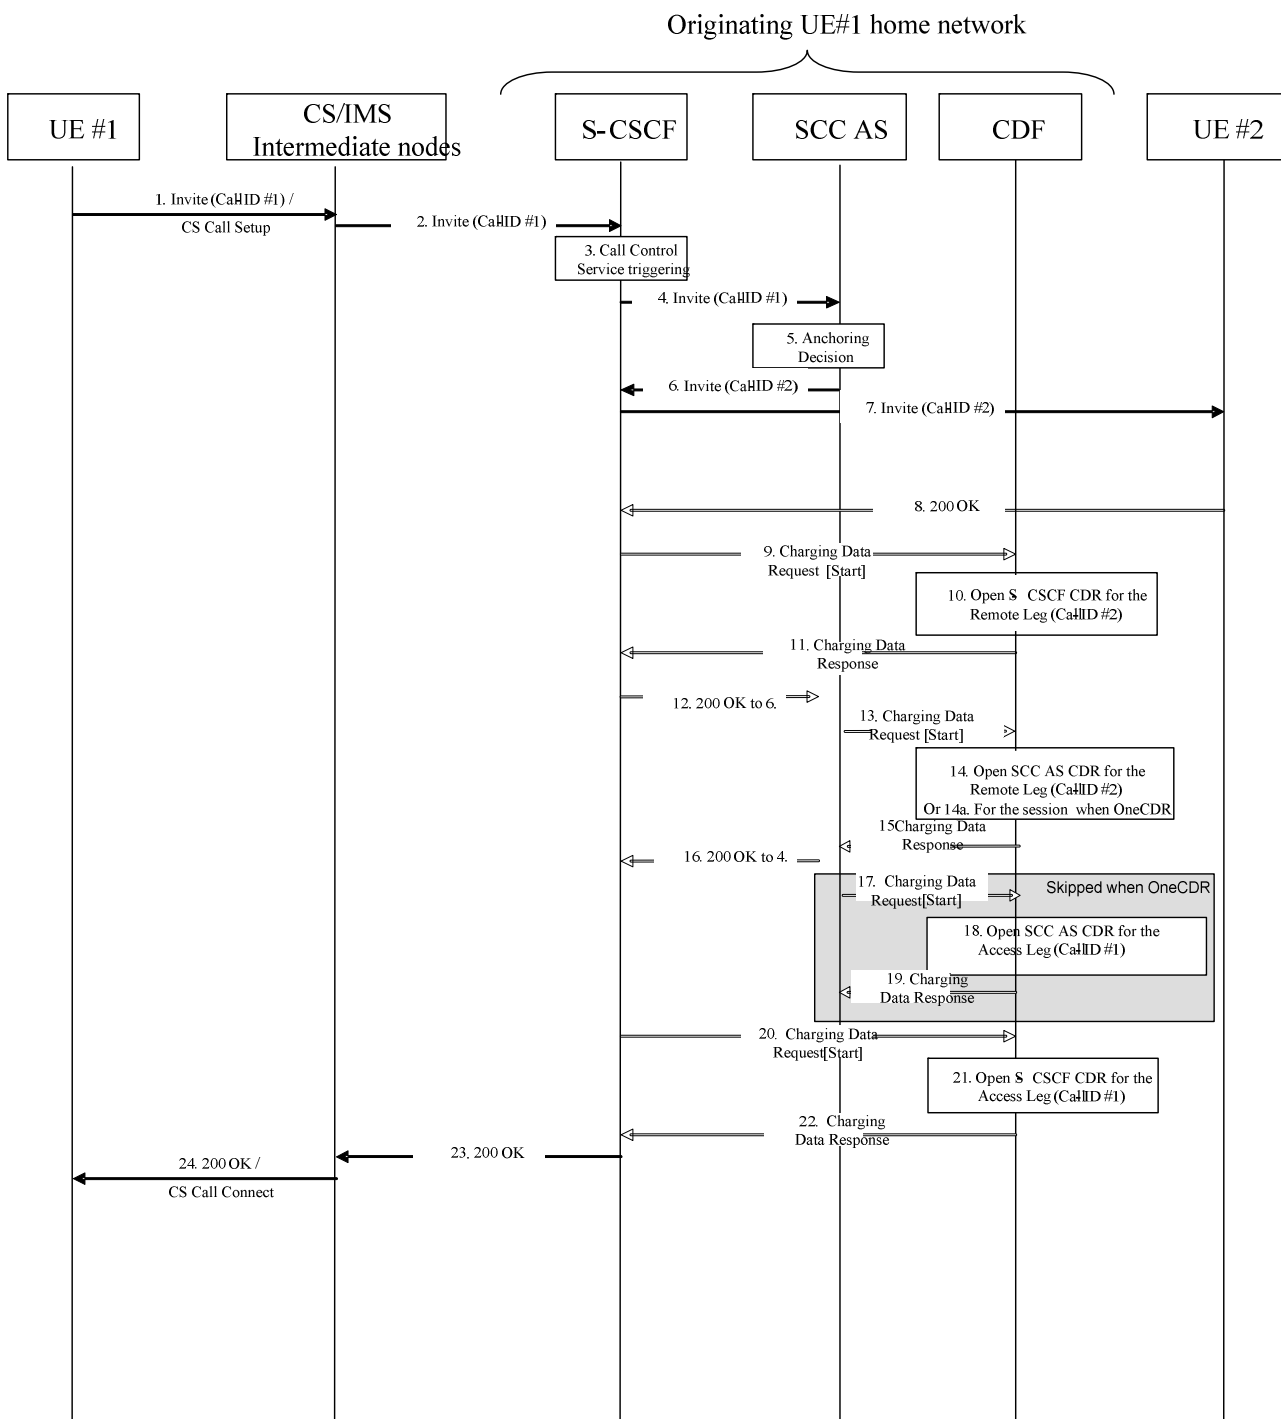 Originating UE#1 home network
UE #1
CS/IMS
Intermediate nodes
S-CSCF
SCC AS
CDF
UE #2
1. Invite (Call-ID #1) /
CS Call Setup
2. Invite (Call-ID #1)
3. Call Control
Service triggering
4. Invite (Call-ID #1)
5. Anchoring
Decision
6. Invite (Call-ID #2)
7. Invite (Call-ID #2)
8. 200 OK
9. Charging Data
Request [Start]
10. Open S-CSCF CDR for the
Remote Leg (Call-ID #2)
11. Charging Data
Response
12. 200 OK to 6.
13. Charging Data
Request [Start]
14. Open SCC AS CDR for the
Remote Leg (Call-ID #2)
Or 14a. For the session when OneCDR
15Charging Data
Response
16. 200 OK to 4.
Skipped when OneCDR
17. Charging Data
Request[Start]
18. Open SCC AS CDR for the
Access Leg (Call-ID #1)
19. Charging
Data Response
20. Charging Data
Request[Start]
21. Open S-CSCF CDR for the
Access Leg (Call-ID #1)
22. Charging
Data Response
23. 200 OK
24. 200 OK /
CS Call Connect